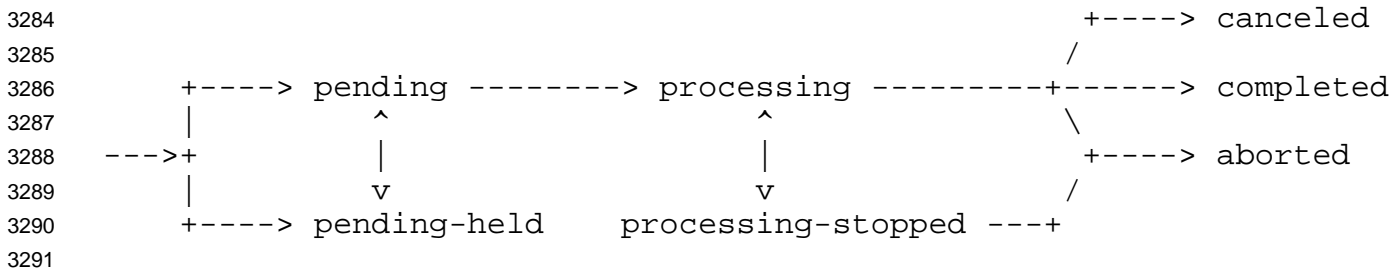 3284                                                      +----> canceled
3285                                                     /
3286     +----> pending --------> processing ---------+------> completed
3287     |         ^                   ^               \
3288 --->+         |                   |                +----> aborted
3289     |         v                   v               /
3290     +----> pending-held    processing-stopped ---+
3291